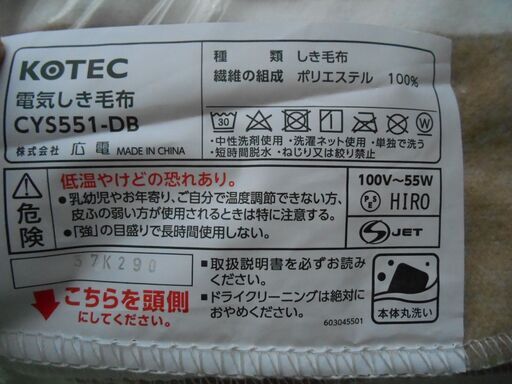 KOTEC
電気しき毛布
CYS551-DB
株式会社 広電 MADE IN CHINA
種 類 しき毛布
繊維の組成 ポリエステル 100%
30
W
・中性洗剤使用・洗濯ネット使用・単独で洗う
・短時間脱水・ねじり又は絞り禁止
危険
低温やけどの恐れあり。
●乳幼児やお年寄り、ご自分で温度調節できない方、
皮ふの弱い方が使用されるときは特に注意する。
●「強」の目盛りで長時間使用しない。
100V～55W
PSE HIRO
S JET
57K290
こちらを頭側
にしてください。
■取扱説明書を必ずお読み
ください。
■ドライクリーニングは絶対に
おやめください。
603045501
本体丸洗い